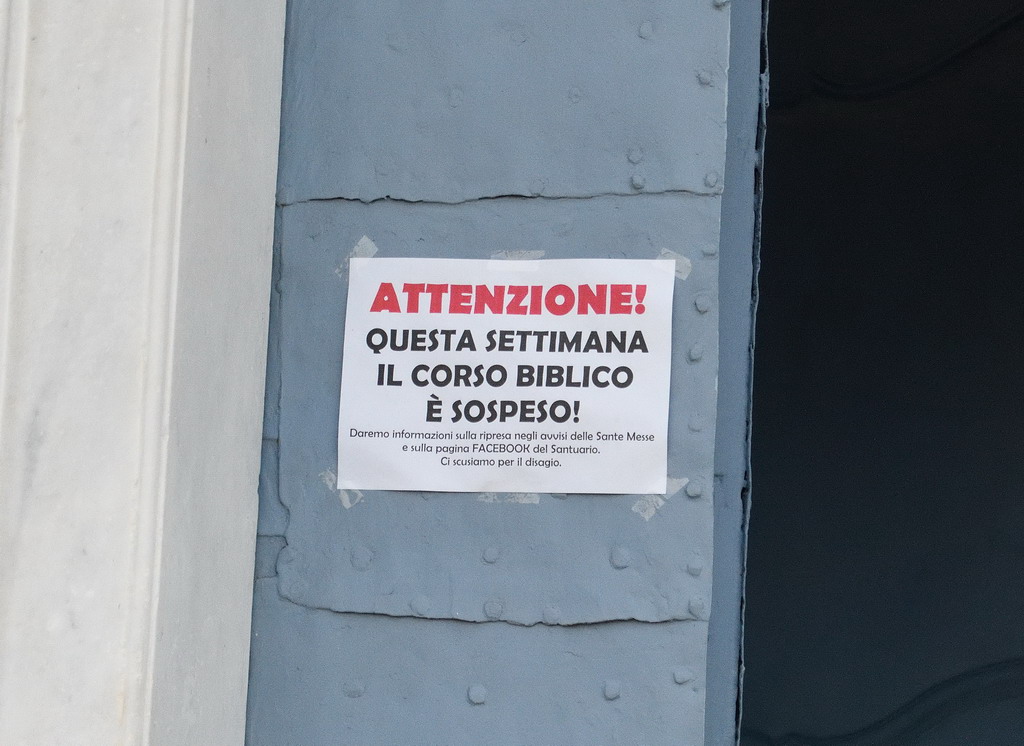 ATTENZIONE!
QUESTA SETTIMANA
IL CORSO BIBLICO
È SOSPESO!
Daremo informazioni sulla ripresa negli avvisi delle Sante Messe
e sulla pagina FACEBOOK del Santuario.
Ci scusiamo per il disagio.